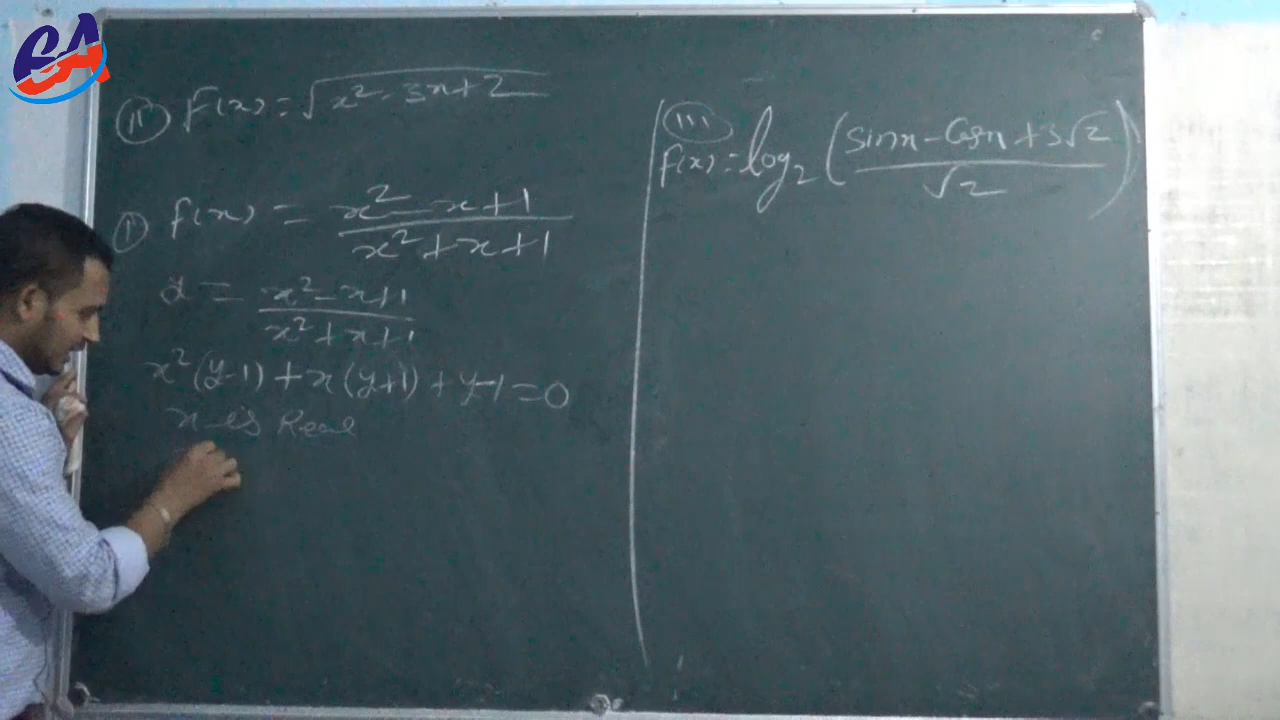 EA
(ii) F(x) = √x² - 3x + 2
(i) f(x) = x² - x + 1 / x² + x + 1
y = x² - x + 1 / x² + x + 1
x²(y-1) + x(y+1) + y-1 = 0
x is Real
(iii)
f(x) = log₂ (sinx - Cosx + 3√2 / √2)